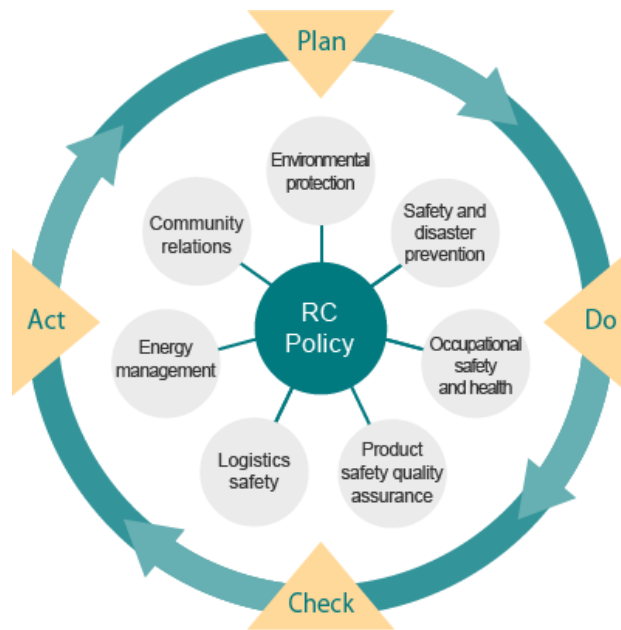 Plan
Environmental
protection
Safety and
disaster
prevention
Community
relations
RC
Policy
Act
Do
Energy
management
Occupational
safety
and health
Logistics
safety
Product
safety quality
assurance
Check